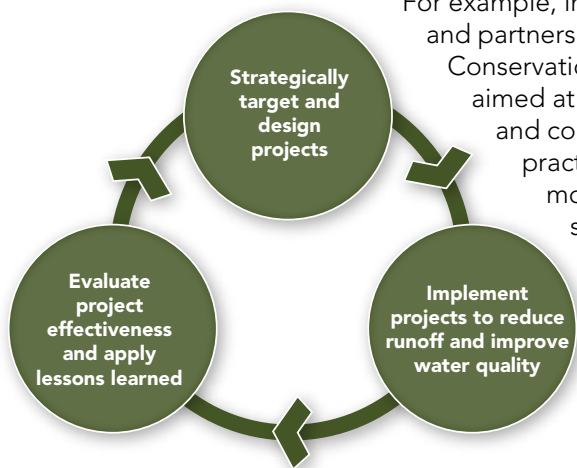 For example, in
and partners
Conservation
aimed at
and co
pract
mo
s
Strategically
target and
design
projects
Implement
projects to reduce
runoff and improve
water quality
Evaluate
project
effectiveness
and apply
lessons learned